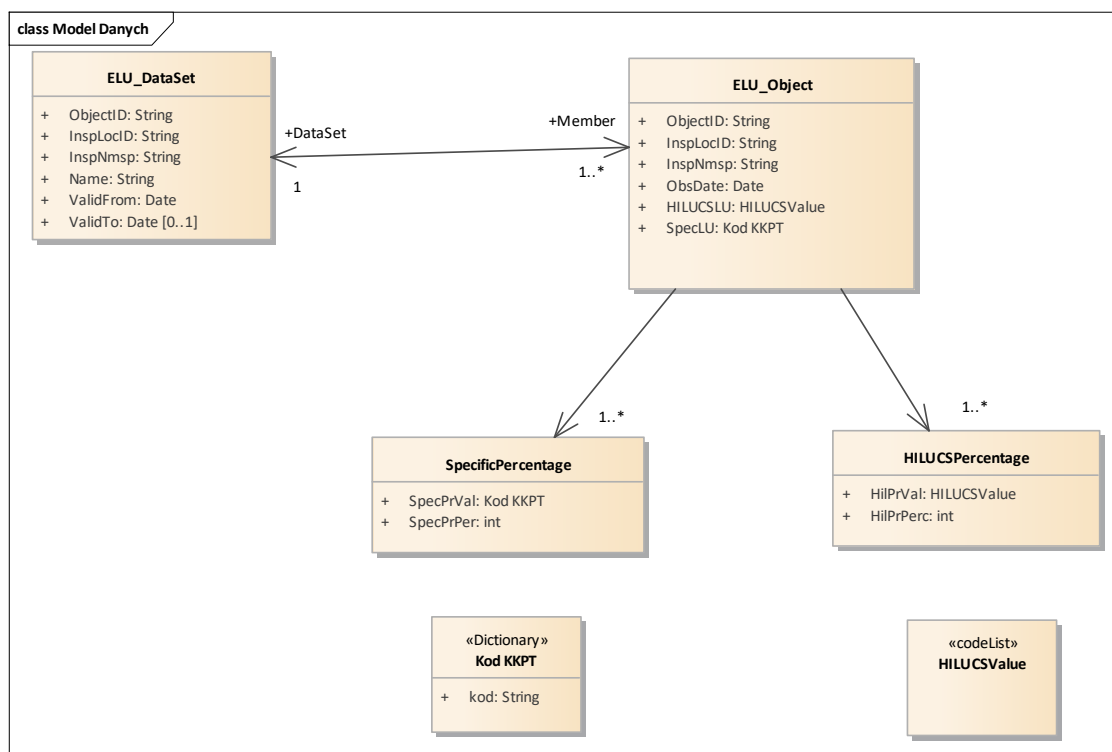 class Model Danych
ELU_DataSet
+ ObjectID: String
+ InspLocID: String
+ InspNmsp: String
+ Name: String
+ ValidFrom: Date
+ ValidTo: Date [0..1]
+DataSet
1
+Member
1..*
ELU_Object
+ ObjectID: String
+ InspLocID: String
+ InspNmsp: String
+ ObsDate: Date
+ HILUCSLU: HILUCSValue
+ SpecLU: Kod KKPT
1..*
1..*
SpecificPercentage
+ SpecPrVal: Kod KKPT
+ SpecPrPer: int
HILUCSPercentage
+ HilPrVal: HILUCSValue
+ HilPrPerc: int
«Dictionary»
Kod KKPT
+ kod: String
«codeList»
HILUCSValue